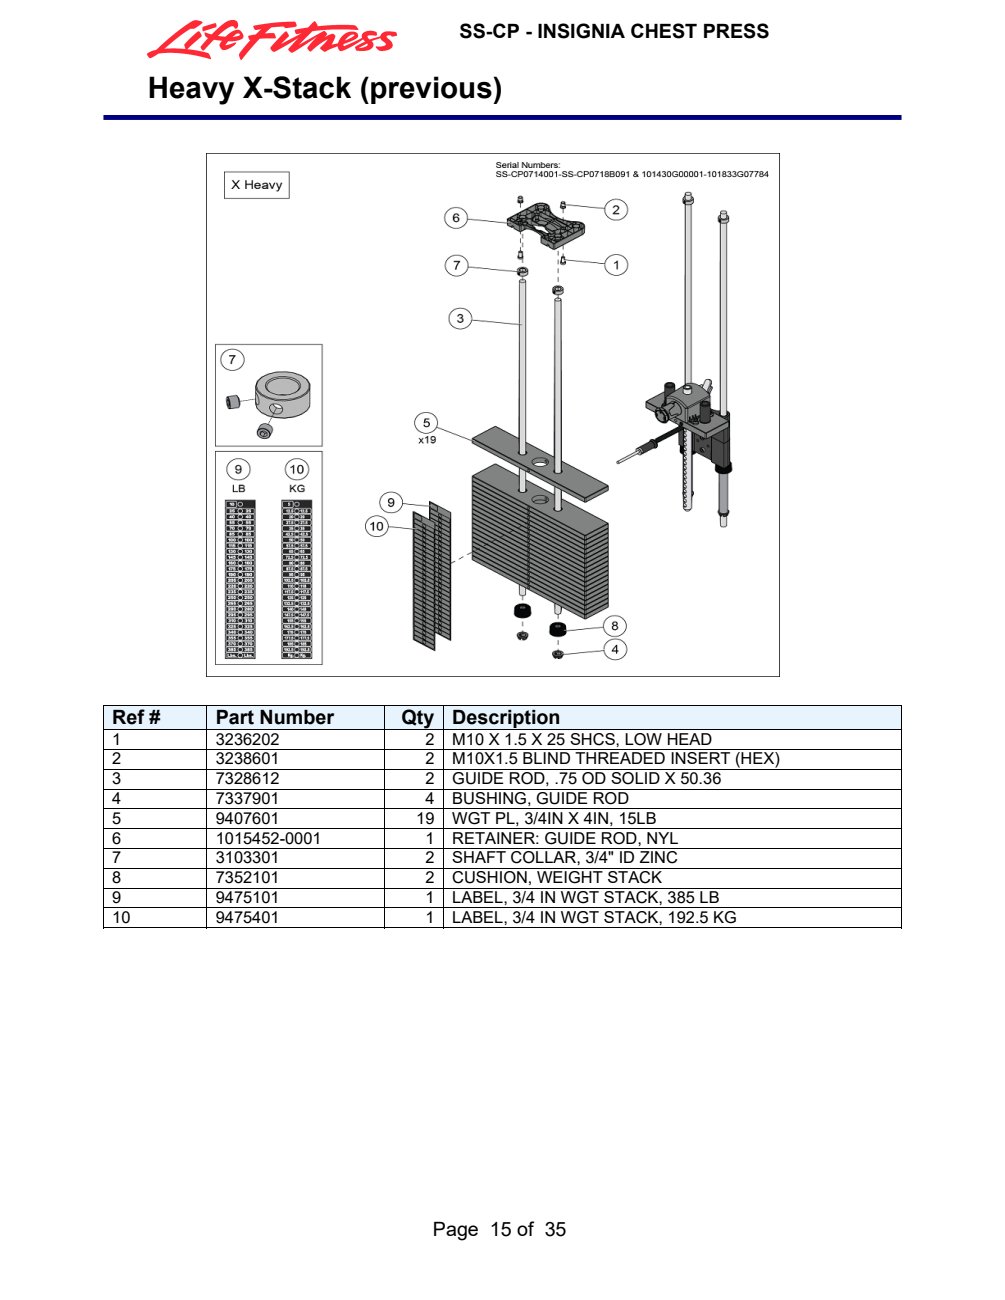 Life Fitness
SS-CP - INSIGNIA CHEST PRESS
Heavy X-Stack (previous)
Serial Numbers:
SS-CP0714001-SS-CP0718B091 & 101430G00001-101833G07784
X Heavy
2
6
7
1
3
7
5
x19
9
10
LB
KG
9
10
8
4
Ref # Part Number Qty Description
1 3236202 2 M10 X 1.5 X 25 SHCS, LOW HEAD
2 3238601 2 M10X1.5 BLIND THREADED INSERT (HEX)
3 7328612 2 GUIDE ROD, .75 OD SOLID X 50.36
4 7337901 4 BUSHING, GUIDE ROD
5 9407601 19 WGT PL, 3/4IN X 4IN, 15LB
6 1015452-0001 1 RETAINER: GUIDE ROD, NYL
7 3103301 2 SHAFT COLLAR, 3/4" ID ZINC
8 7352101 2 CUSHION, WEIGHT STACK
9 9475101 1 LABEL, 3/4 IN WGT STACK, 385 LB
10 9475401 1 LABEL, 3/4 IN WGT STACK, 192.5 KG
Page 15 of 35